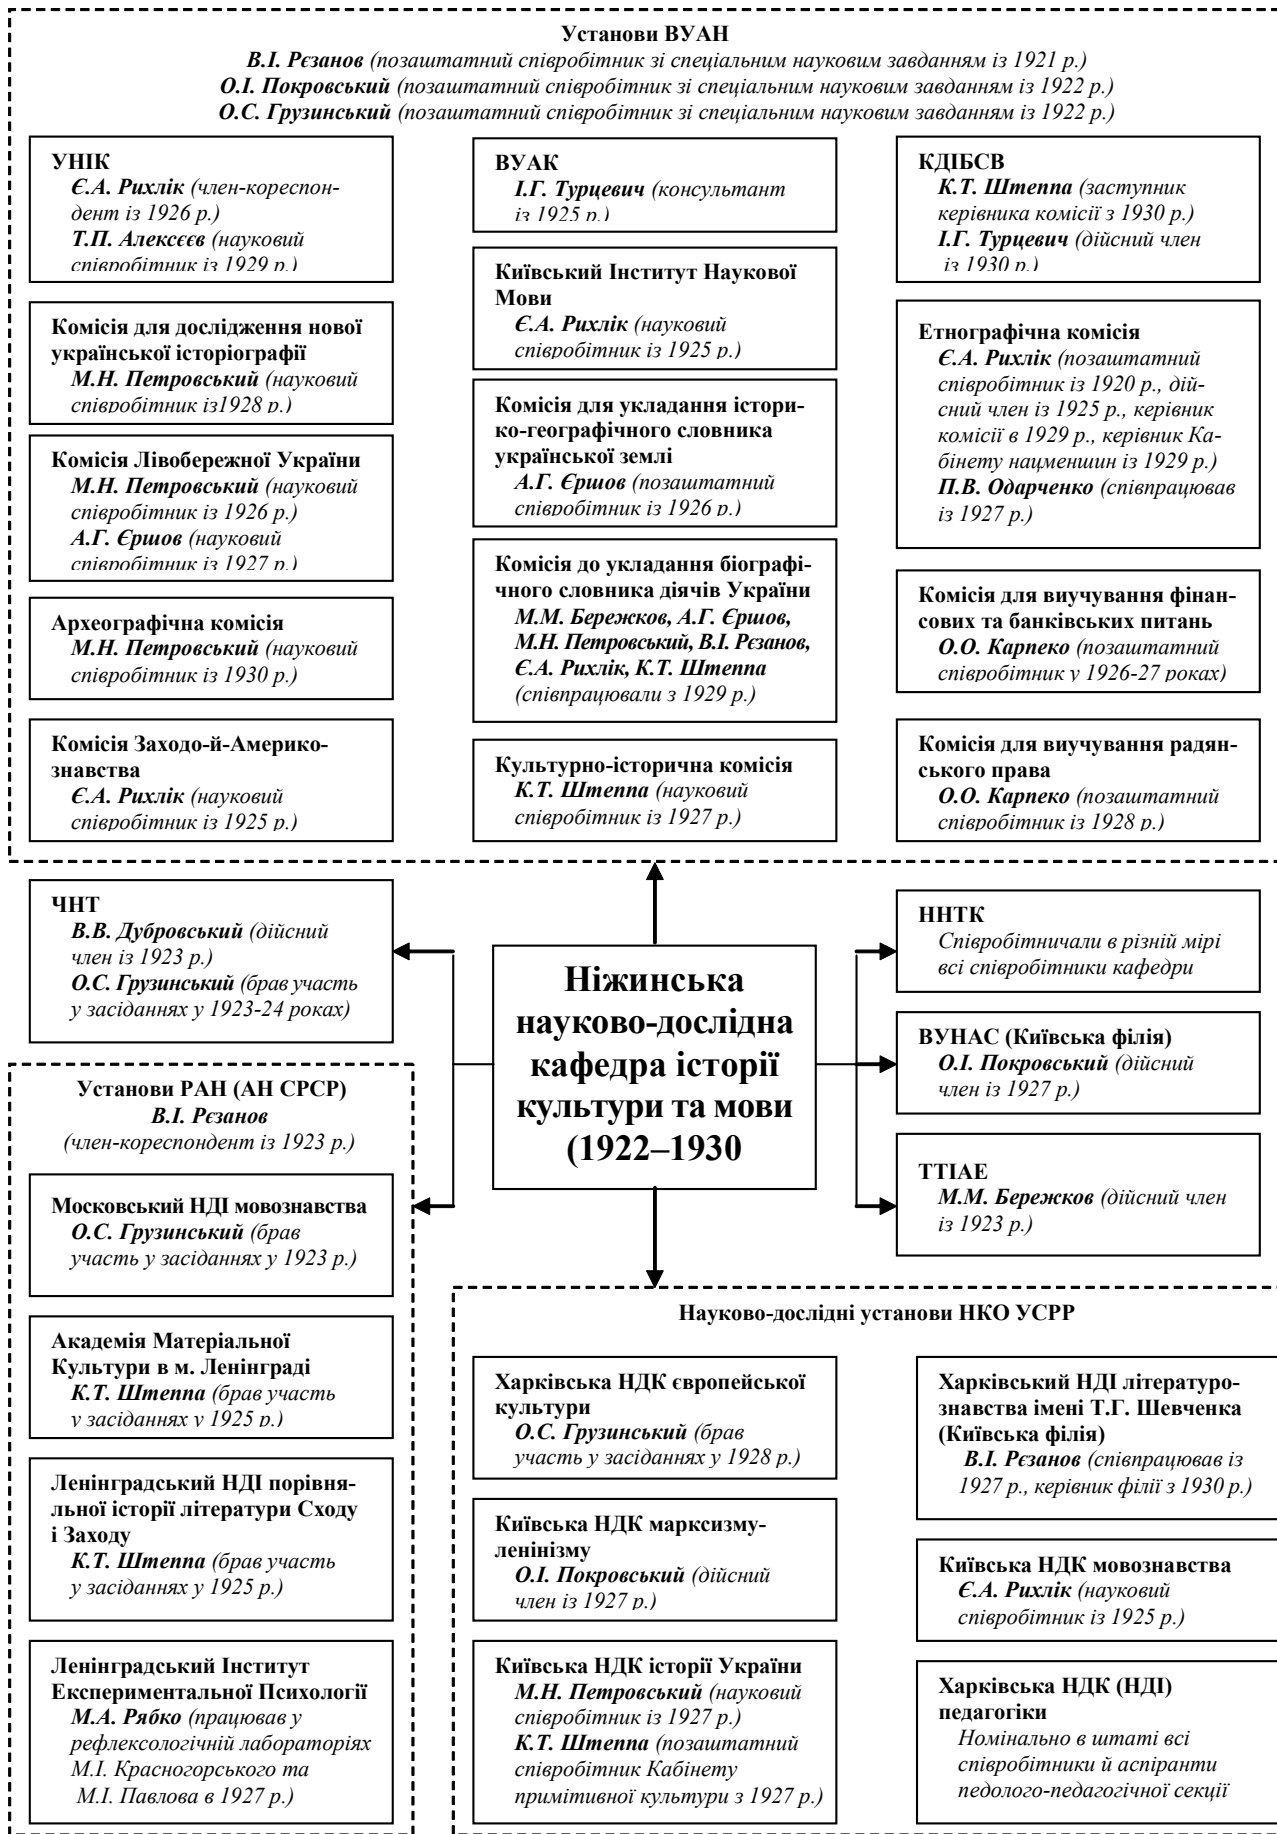 Установи ВУАН
В.І. Рєзанов (позаштатний співробітник зі спеціальним науковим завданням із 1921 р.)
О.І. Покровський (позаштатний співробітник зі спеціальним науковим завданням із 1922 р.)
О.С. Грузинський (позаштатний співробітник зі спеціальним науковим завданням із 1922 р.)
УНІК
Є.А. Рихлік (член-кореспон-
дент із 1926 р.)
Т.П. Алексєєв (науковий
співробітник із 1929 р.)
Комісія для дослідження нової
української історіографії
М.Н. Петровський (науковий
співробітник із1928 р.)
Комісія Лівобережної України
М.Н. Петровський (науковий
співробітник із 1926 р.)
А.Г. Єршов (науковий
співробітник із 1927 р.)
Археографічна комісія
М.Н. Петровський (науковий
співробітник із 1930 р.)
Комісія Заходо-й-Америко-
знавства
Є.А. Рихлік (науковий
співробітник із 1925 р.)
ВУАК
І.Г. Турцевич (консультант
із 1925 р.)
Київський Інститут Наукової
Мови
Є.А. Рихлік (науковий
співробітник із 1925 р.)
Комісія для укладання істори-
ко-географічного словника
української землі
А.Г. Єршов (позаштатний
співробітник із 1926 р.)
Комісія до укладання біографі-
чного словника діячів України
М.М. Бережков, А.Г. Єршов,
М.Н. Петровський, В.І. Рєзанов,
Є.А. Рихлік, К.Т. Штеппа
(співпрацювали з 1929 р.)
Культурно-історична комісія
К.Т. Штеппа (науковий
співробітник із 1927 р.)
КДІБСВ
К.Т. Штеппа (заступник
керівника комісії з 1930 р.)
І.Г. Турцевич (дійсний член
із 1930 р.)
Етнографічна комісія
Є.А. Рихлік (позаштатний
співробітник із 1920 р., дій-
сний член із 1925 р., керівник
комісії в 1929 р., керівник Ка-
бінету нацменшин із 1929 р.)
П.В. Одарченко (співпрацював
із 1927 р.)
Комісія для виучування фінан-
сових та банківських питань
О.О. Карпеко (позаштатний
співробітник у 1926-27 роках)
Комісія для виучування радян-
ського права
О.О. Карпеко (позаштатний
співробітник із 1928 р.)
ЧНТ
В.В. Дубровський (дійсний
член із 1923 р.)
О.С. Грузинський (брав участь
у засіданнях у 1923-24 роках)
Ніжинська
науково-дослідна
кафедра історії
культури та мови
(1922–1930
ННТК
Співробітничали в різній мірі
всі співробітники кафедри
ВУНАС (Київська філія)
О.І. Покровський (дійсний
член із 1927 р.)
ТТІАЕ
М.М. Бережков (дійсний член
із 1923 р.)
Установи РАН (АН СРСР)
В.І. Рєзанов
(член-кореспондент із 1923 р.)
Московський НДІ мовознавства
О.С. Грузинський (брав
участь у засіданнях у 1923 р.)
Академія Матеріальної
Культури в м. Ленінграді
К.Т. Штеппа (брав участь
у засіданнях у 1925 р.)
Ленінградський НДІ порівня-
льної історії літератури Сходу
і Заходу
К.Т. Штеппа (брав участь
у засіданнях у 1925 р.)
Ленінградський Інститут
Експериментальної Психології
М.А. Рябко (працював у
рефлексологічній лабораторіях
М.І. Красногорського та
М.І. Павлова в 1927 р.)
Науково-дослідні установи НКО УСРР
Харківська НДК європейської
культури
О.С. Грузинський (брав
участь у засіданнях у 1928 р.)
Київська НДК марксизму-
ленінізму
О.І. Покровський (дійсний
член із 1927 р.)
Київська НДК історії України
М.Н. Петровський (науковий
співробітник із 1927 р.)
К.Т. Штеппа (позаштатний
співробітник Кабінету
примітивної культури з 1927 р.)
Харківський НДІ літературо-
знавства імені Т.Г. Шевченка
(Київська філія)
В.І. Рєзанов (співпрацював із
1927 р., керівник філії з 1930 р.)
Київська НДК мовознавства
Є.А. Рихлік (науковий
співробітник із 1925 р.)
Харківська НДК (НДІ)
педагогіки
Номінально в штаті всі
співробітники й аспіранти
педолого-педагогічної секції